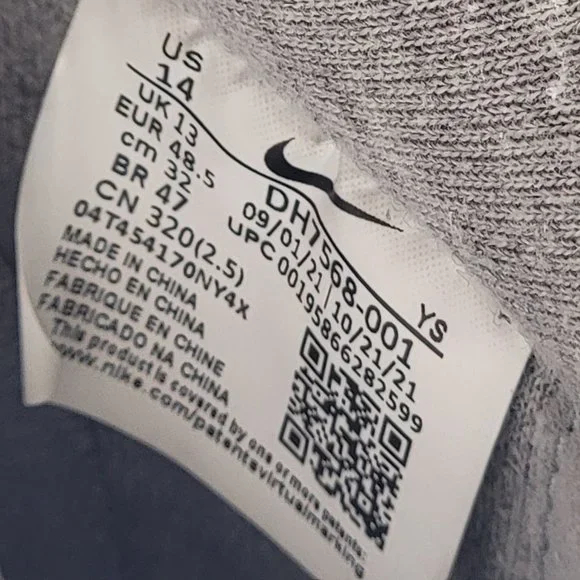 US
14
UK 13
EUR 48.5
cm 32
BR 47
CN 320(2.5)
04T454170NY4X
MADE IN CHINA
HECHO EN CHINA
FABRIQUE EN CHINE
FABRICADO NA CHINA
This product is covered by one or more patents:
www.nike.com/patentsvirtualmarking
DH7568-001 YS
09/01/21 | 10/21/21
UPC 00195866282599